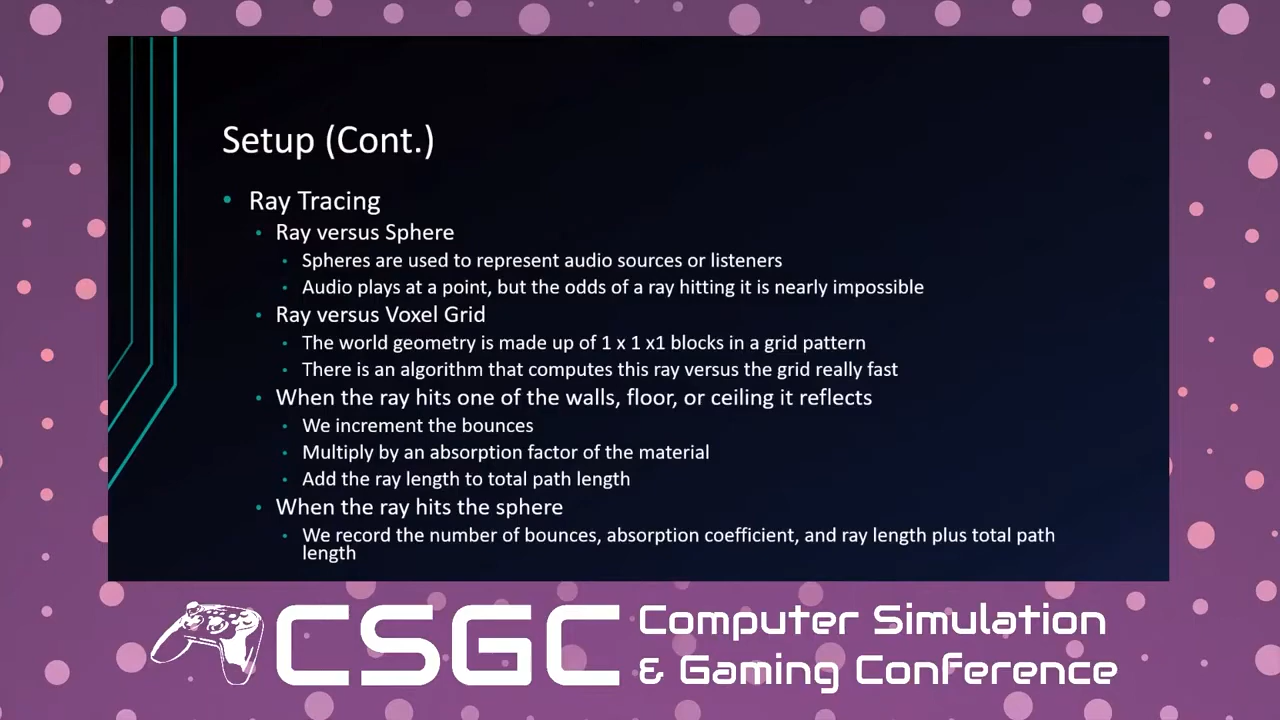 Setup (Cont.)
• Ray Tracing
• Ray versus Sphere
• Spheres are used to represent audio sources or listeners
• Audio plays at a point, but the odds of a ray hitting it is nearly impossible
• Ray versus Voxel Grid
• The world geometry is made up of 1 x 1 x1 blocks in a grid pattern
• There is an algorithm that computes this ray versus the grid really fast
• When the ray hits one of the walls, floor, or ceiling it reflects
• We increment the bounces
• Multiply by an absorption factor of the material
• Add the ray length to total path length
• When the ray hits the sphere
• We record the number of bounces, absorption coefficient, and ray length plus total path
length
CSGC
Computer Simulation
& Gaming Conference